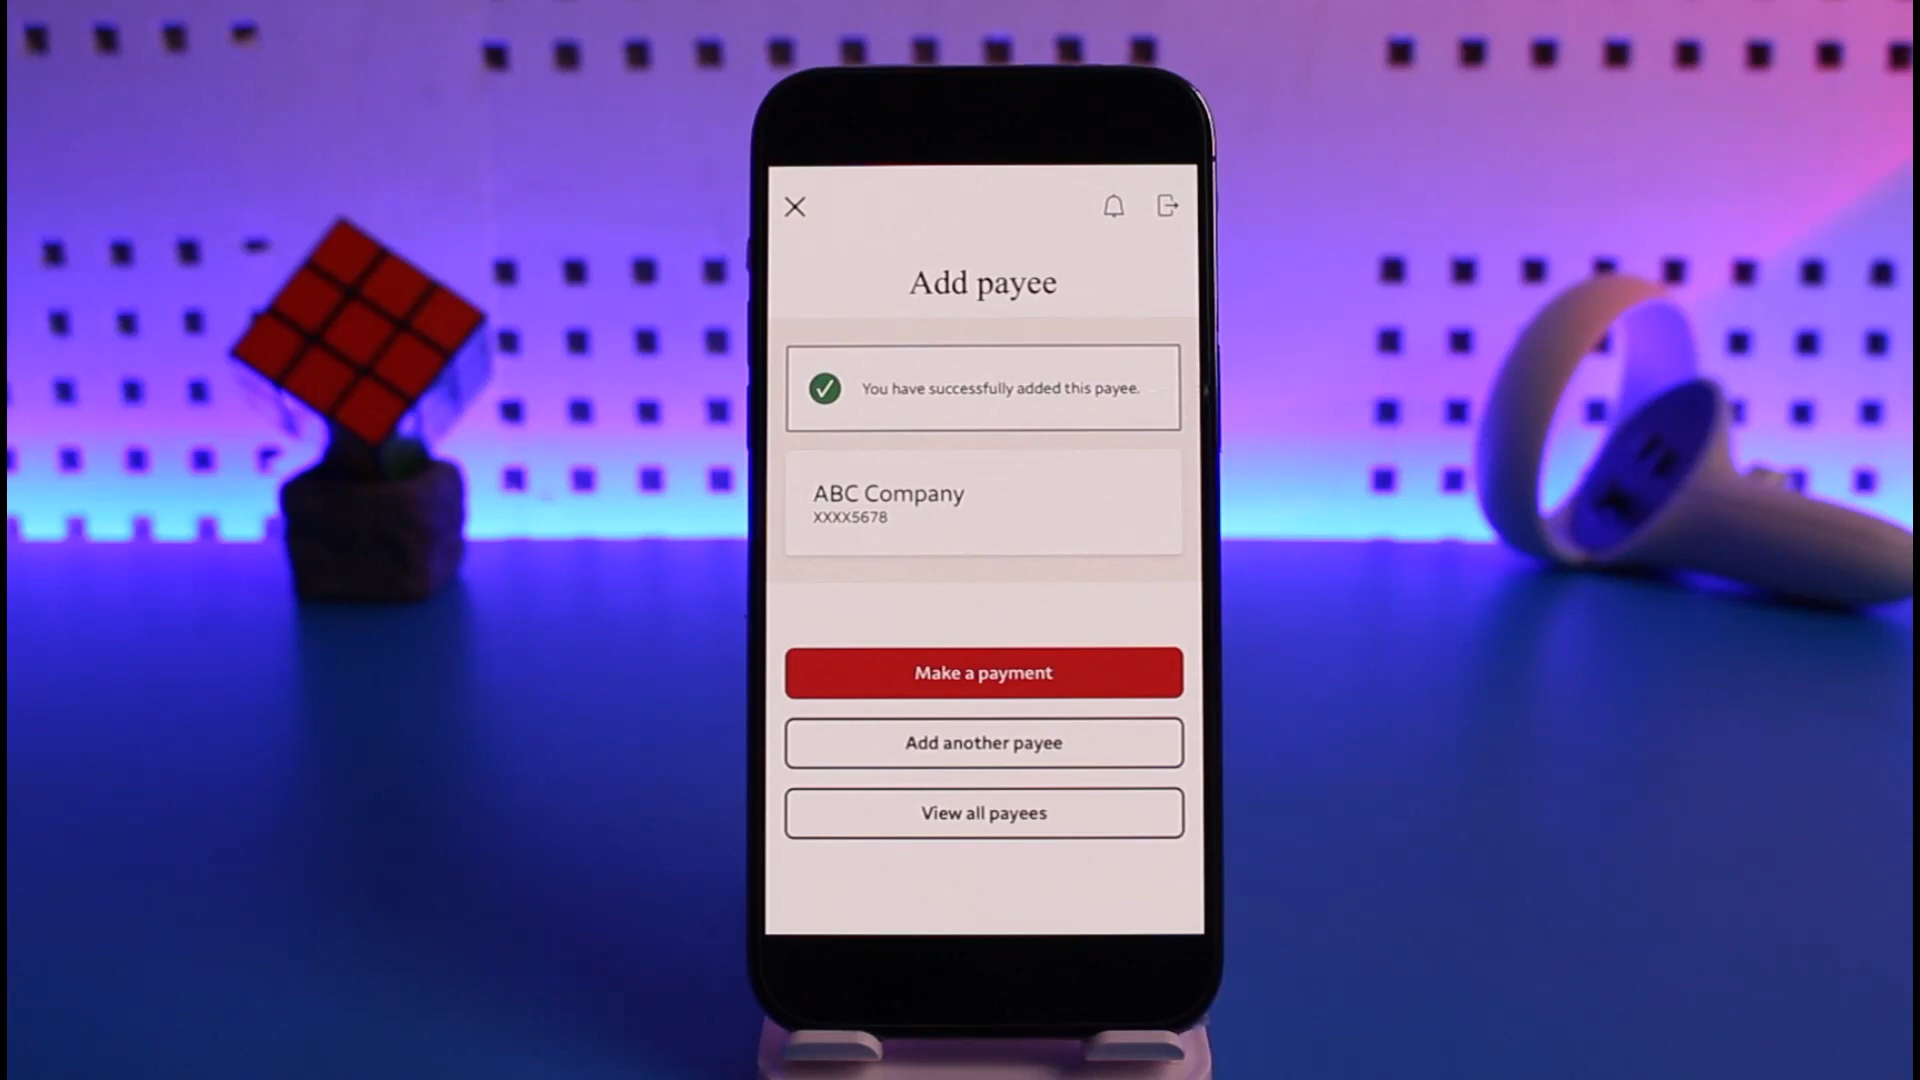 Add payee
You have successfully added this payee.
ABC Company
XXXX5678
Make a payment
Add another payee
View all payees